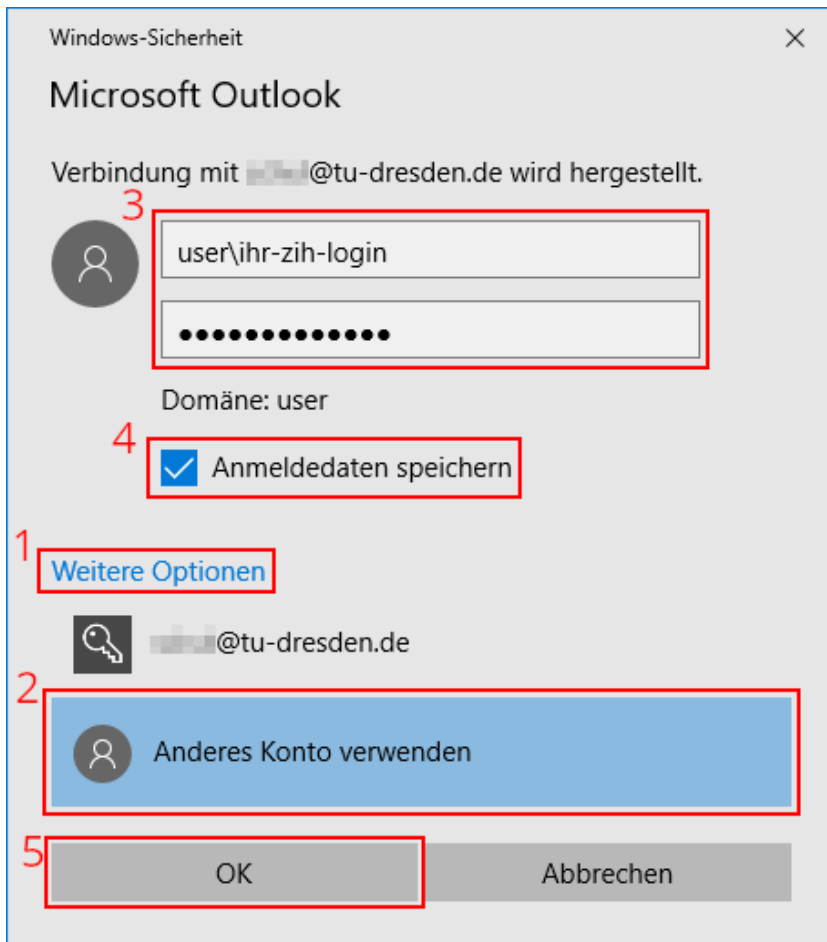 Windows-Sicherheit
Microsoft Outlook
Verbindung mit @tu-dresden.de wird hergestellt.
3
user\ihr-zih-login
●●●●●●●●●●●●●
Domäne: user
4
Anmeldedaten speichern
1
Weitere Optionen
@tu-dresden.de
2
Anderes Konto verwenden
5
OK Abbrechen